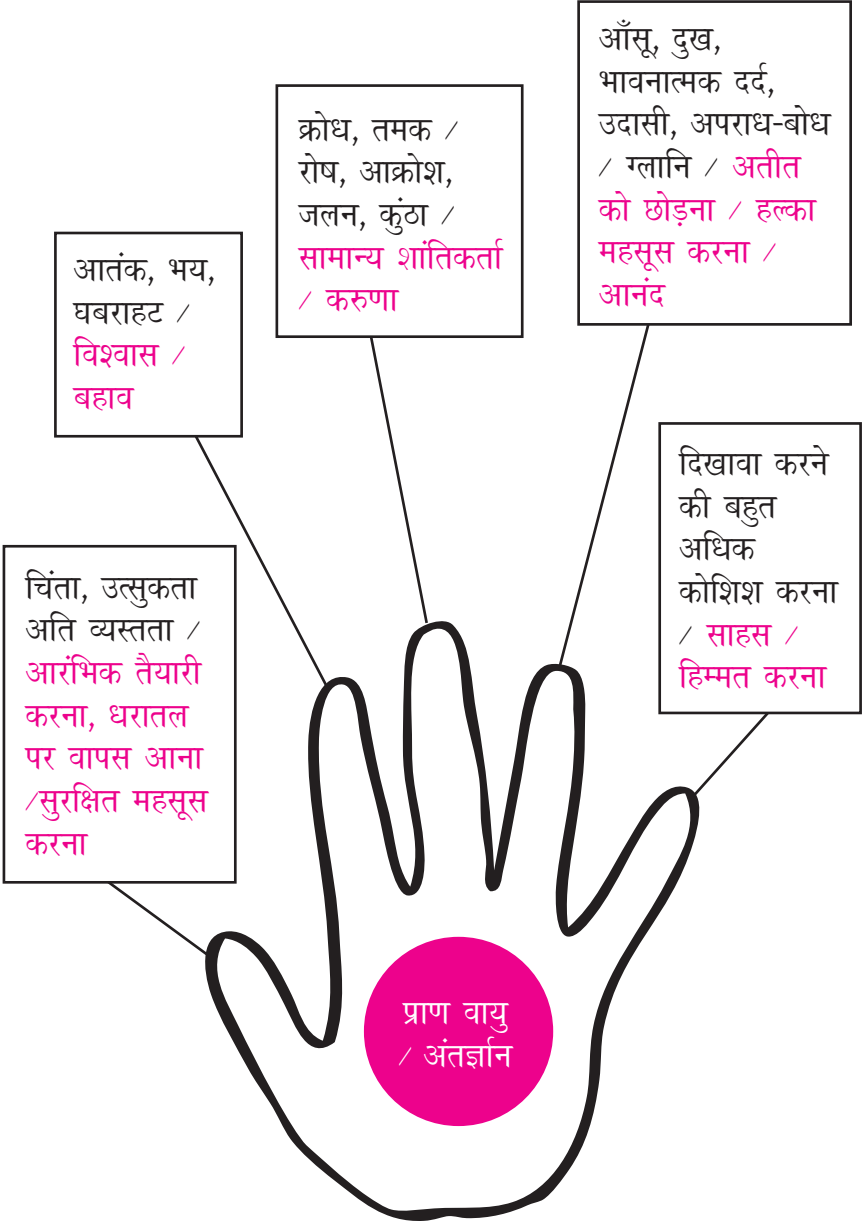 आँसू, दुख,
भावनात्मक दर्द,
उदासी, अपराध-बोध
/ ग्लानि / अतीत
को छोड़ना / हल्का
महसूस करना /
आनंद
क्रोध, तमक /
रोष, आक्रोश,
जलन, कुंठा /
सामान्य शांतिकर्ता
/ करुणा
आतंक, भय,
घबराहट /
विश्वास /
बहाव
दिखावा करने
की बहुत
अधिक
कोशिश करना
/ साहस /
हिम्मत करना
चिंता, उत्सुकता
अति व्यस्तता /
आरंभिक तैयारी
करना, धरातल
पर वापस आना
/सुरक्षित महसूस
करना
प्राण वायु
/ अंतर्ज्ञान